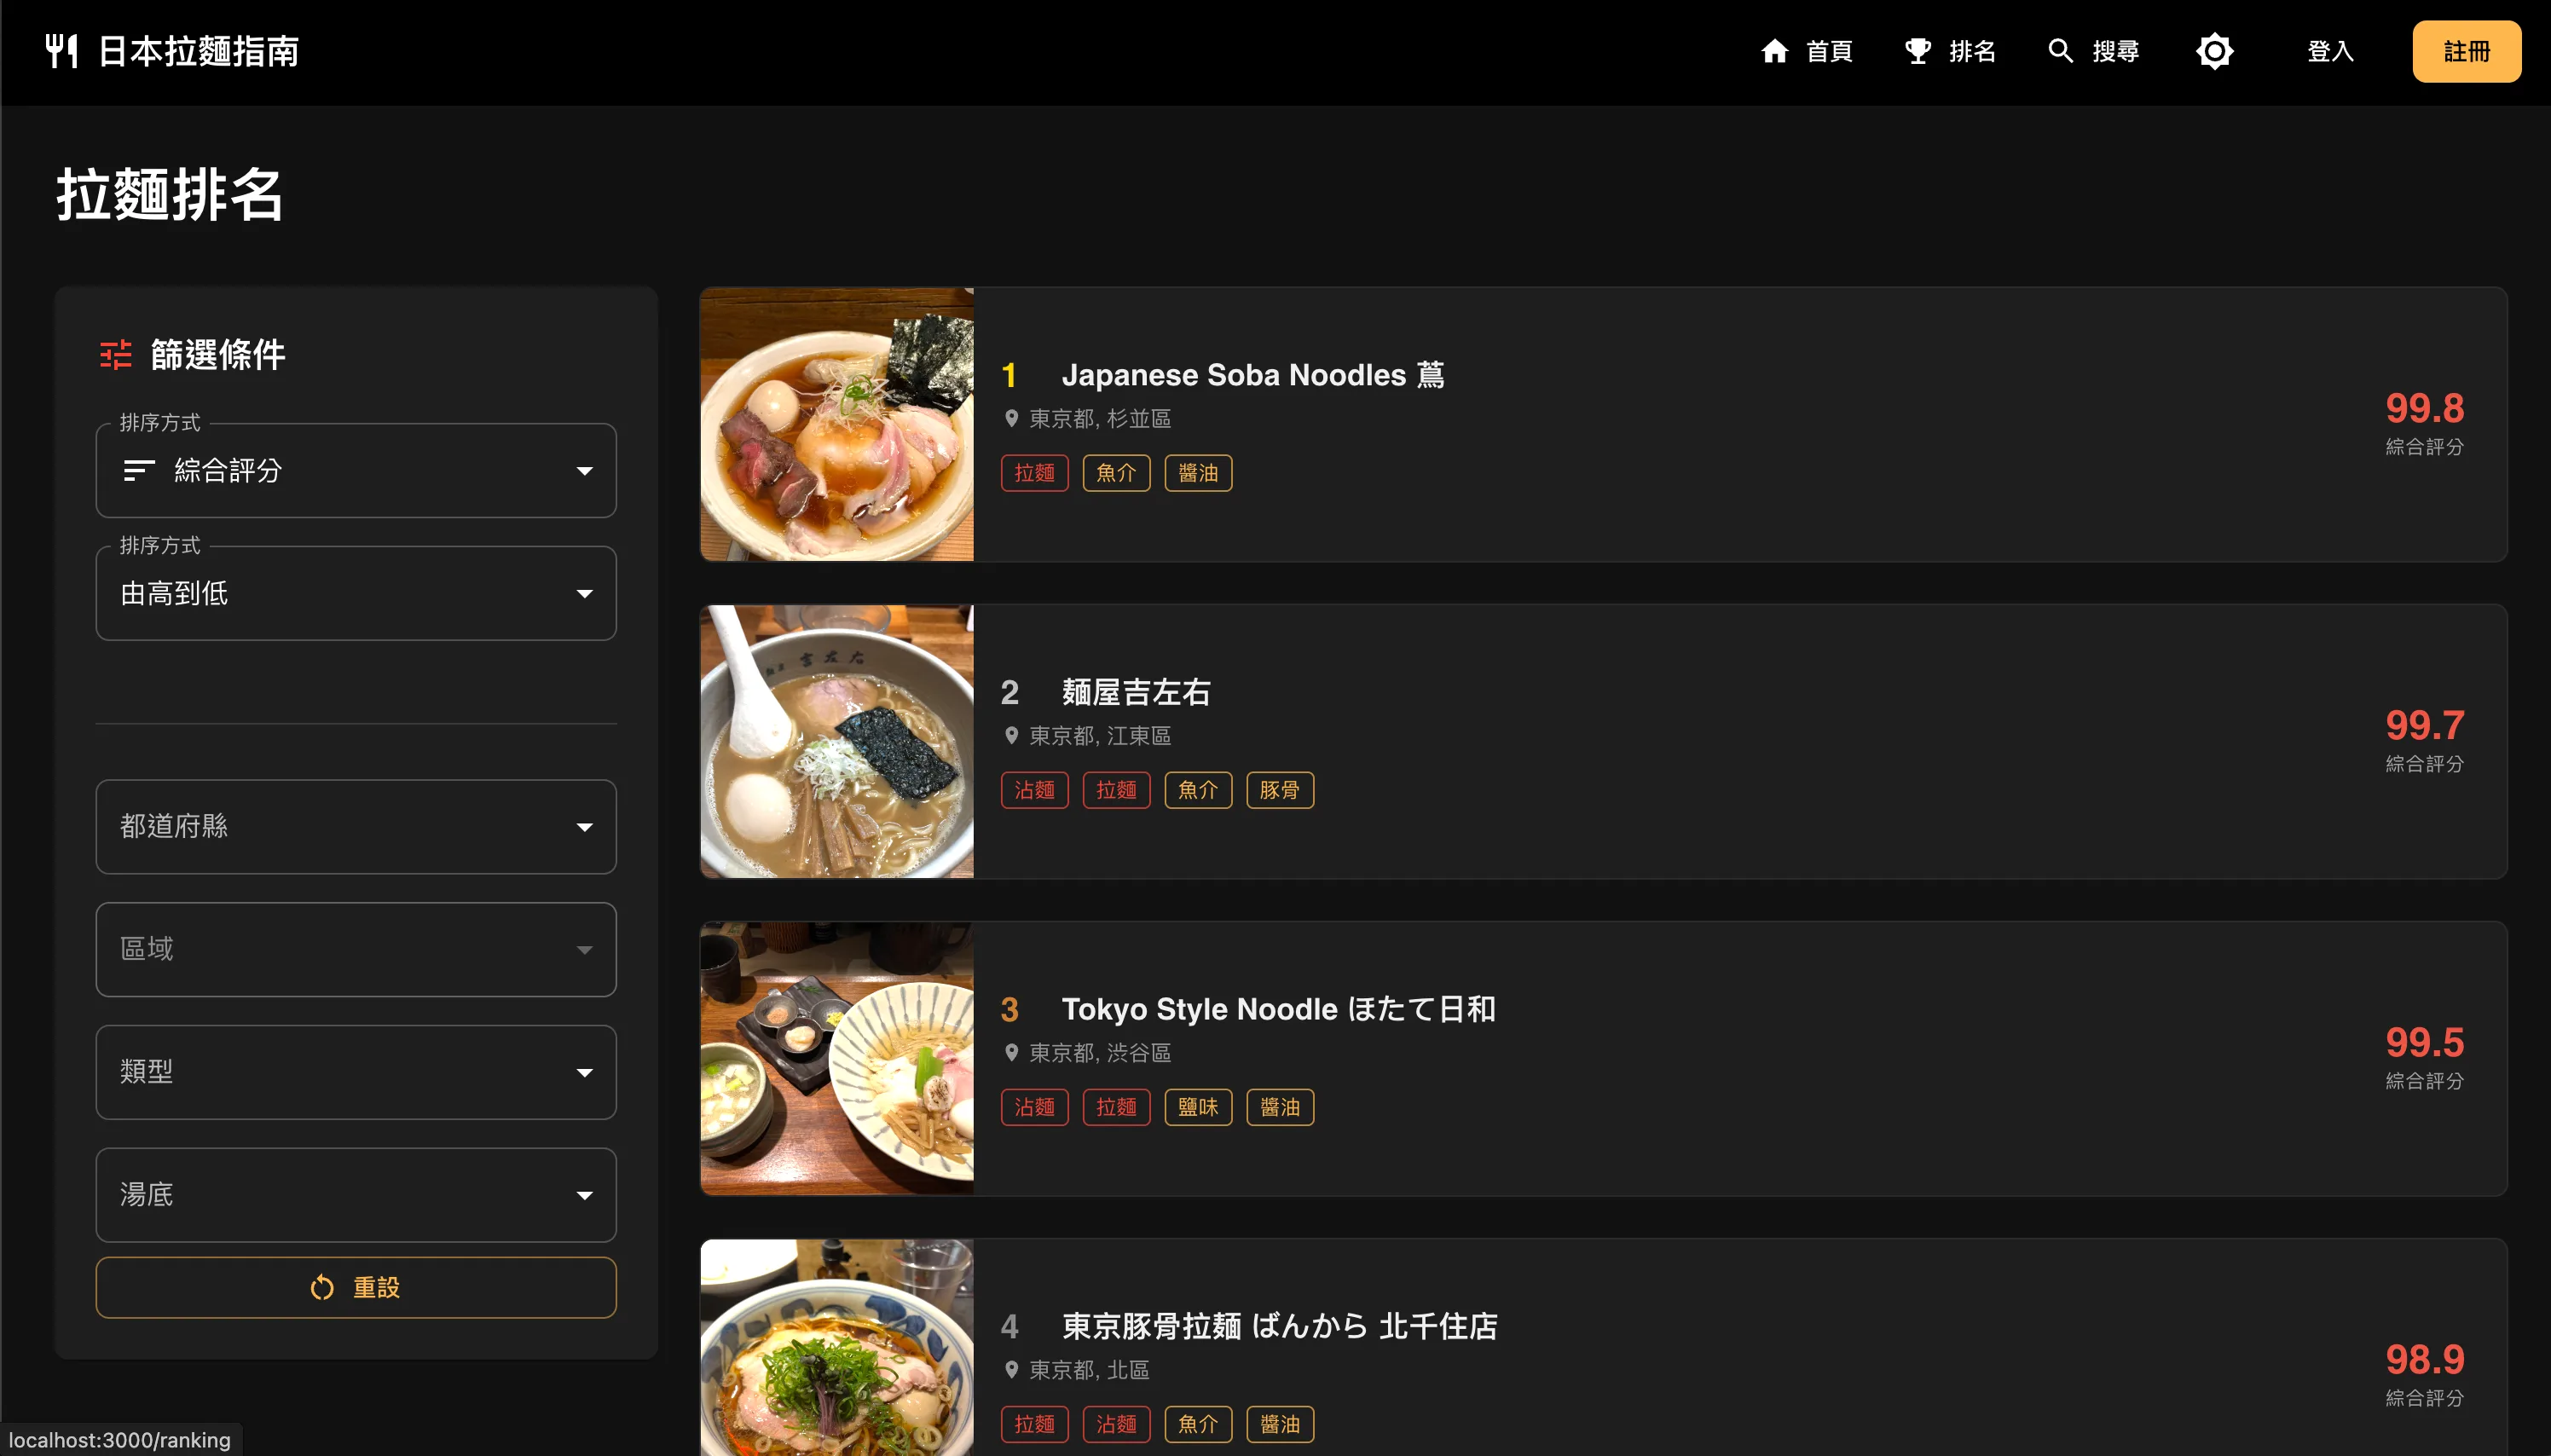 日本拉麵指南
首頁
排名
搜尋
登入
註冊
拉麵排名
篩選條件
排序方式
綜合評分
排序方式
由高到低
都道府縣
區域
類型
湯底
重設
1 Japanese Soba Noodles 蔦
東京都, 杉並區
拉麵 魚介 醬油
99.8
綜合評分
2 麺屋吉左右
東京都, 江東區
沾麵 拉麵 魚介 豚骨
99.7
綜合評分
3 Tokyo Style Noodle ほたて日和
東京都, 渋谷區
沾麵 拉麵 鹽味 醬油
99.5
綜合評分
4 東京豚骨拉麺 ばんから 北千住店
東京都, 北區
拉麵 沾麵 魚介 醬油
98.9
綜合評分
吉左右
localhost:3000/ranking